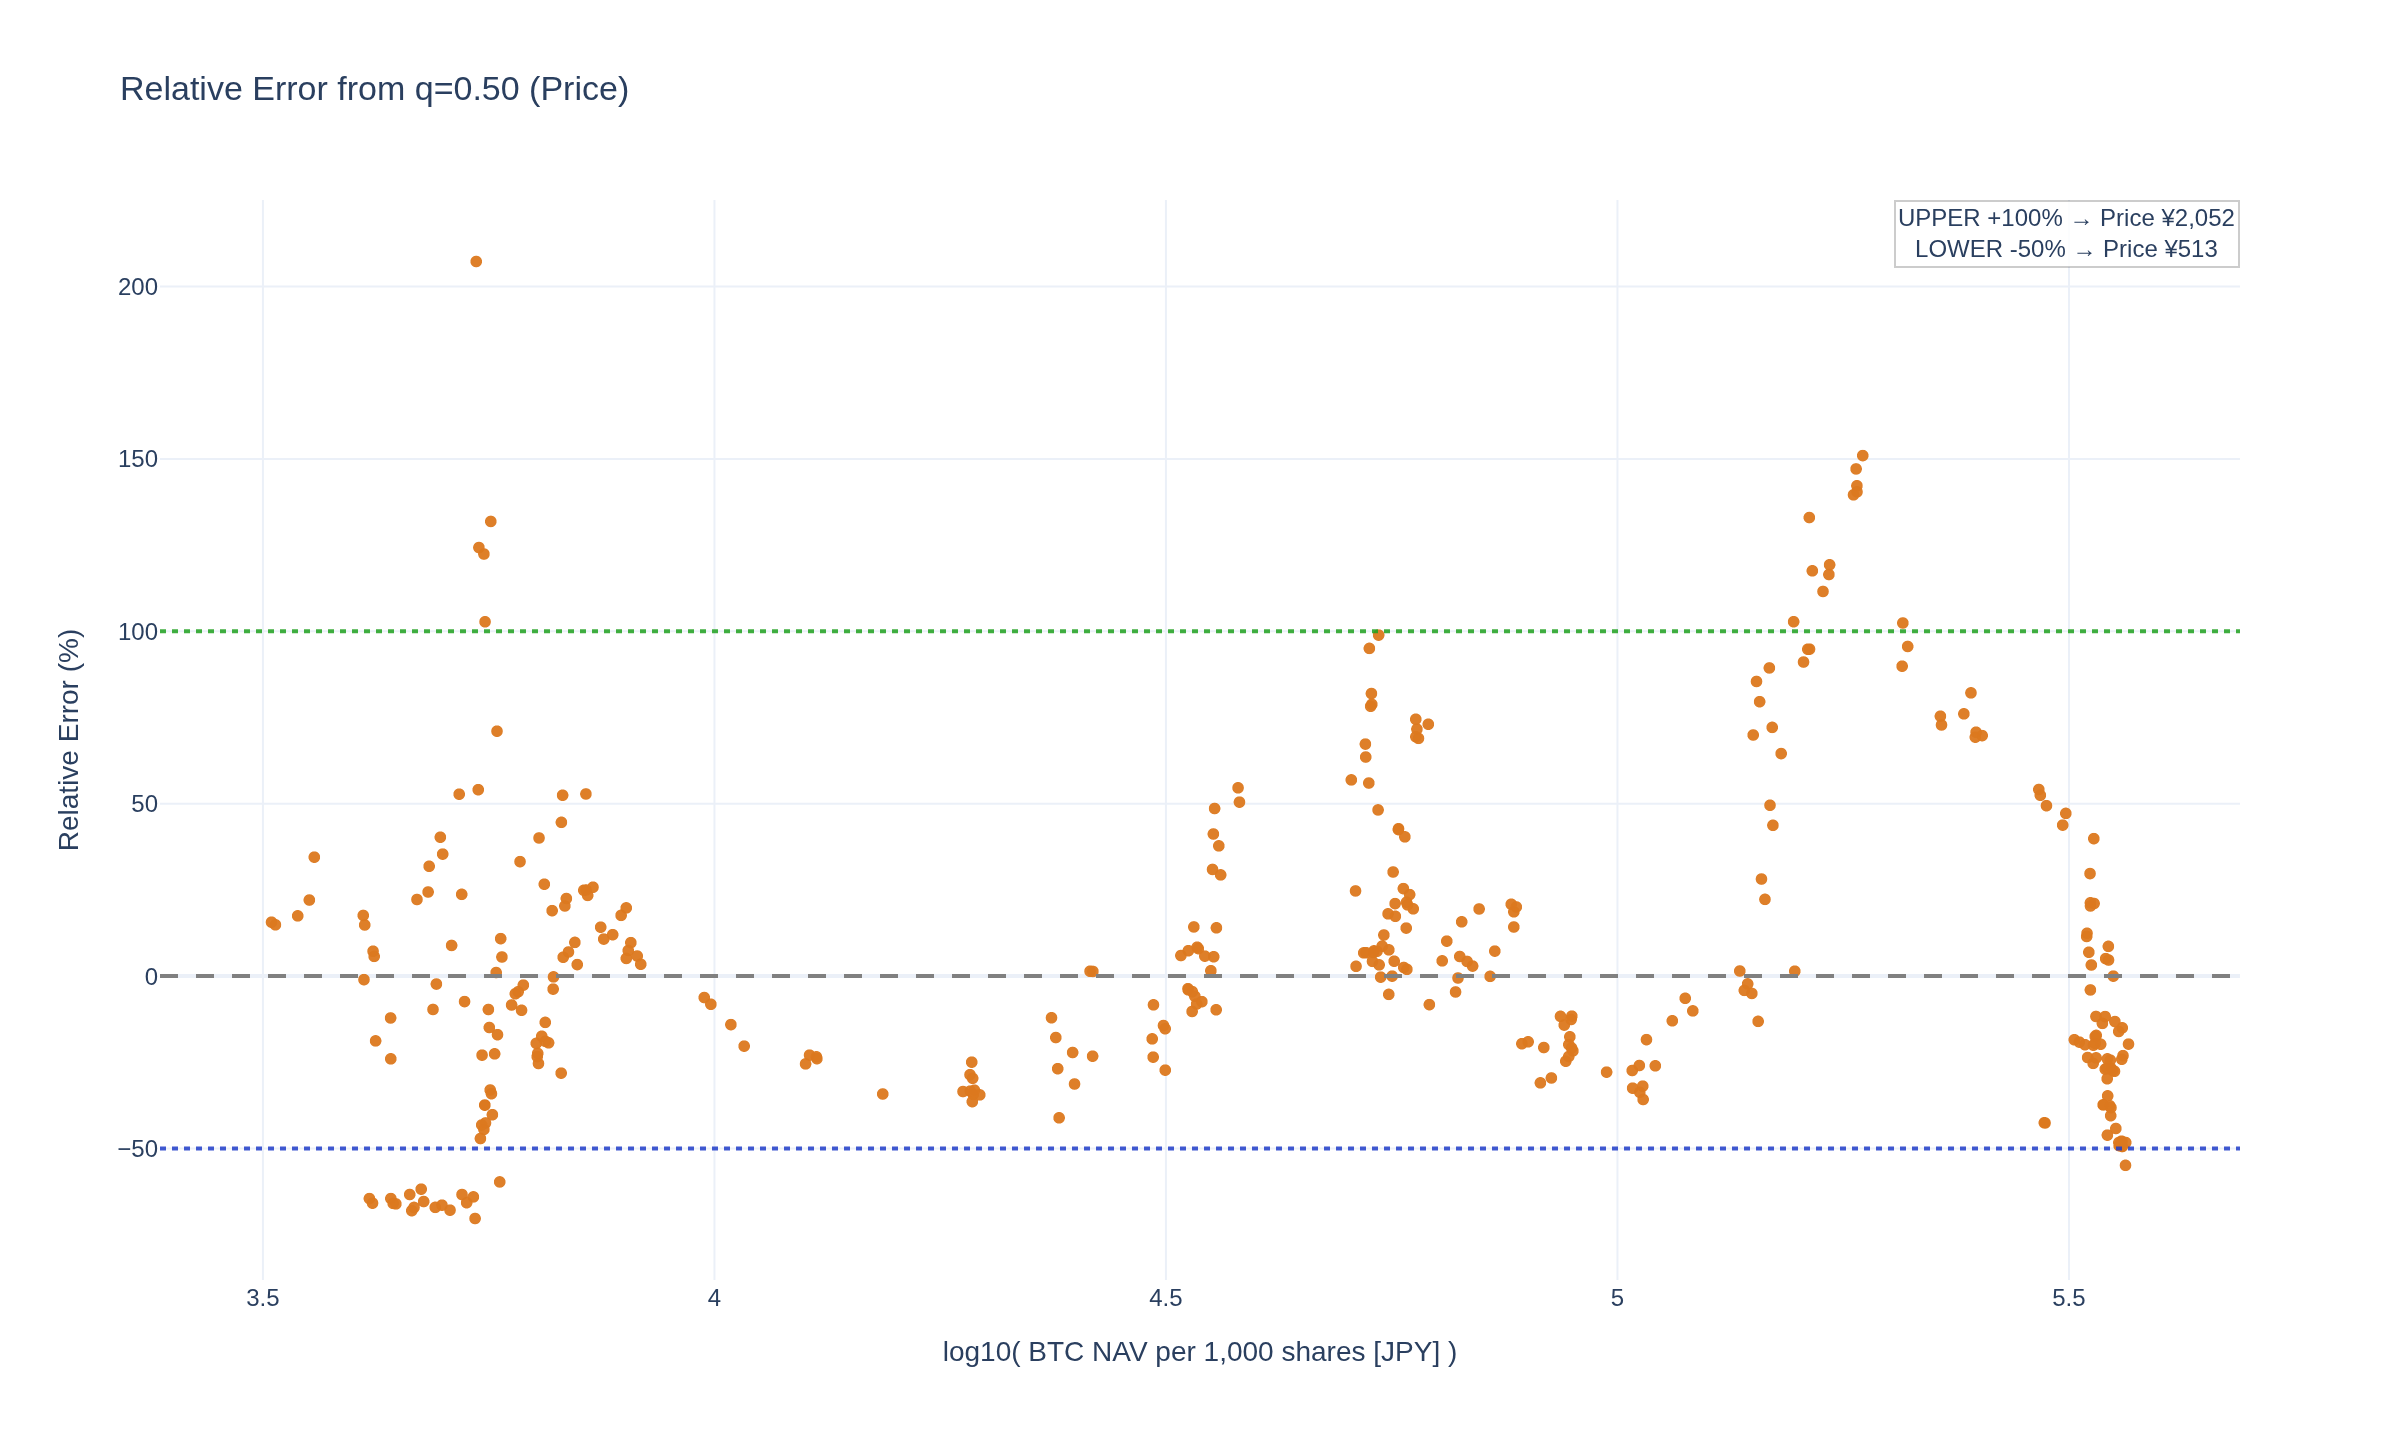 Relative Error from q=0.50 (Price)
UPPER +100% → Price ¥2,052
LOWER -50% → Price ¥513
200
150
100
50
0
−50
Relative Error (%)
3.5
4
4.5
5
5.5
log10( BTC NAV per 1,000 shares [JPY] )